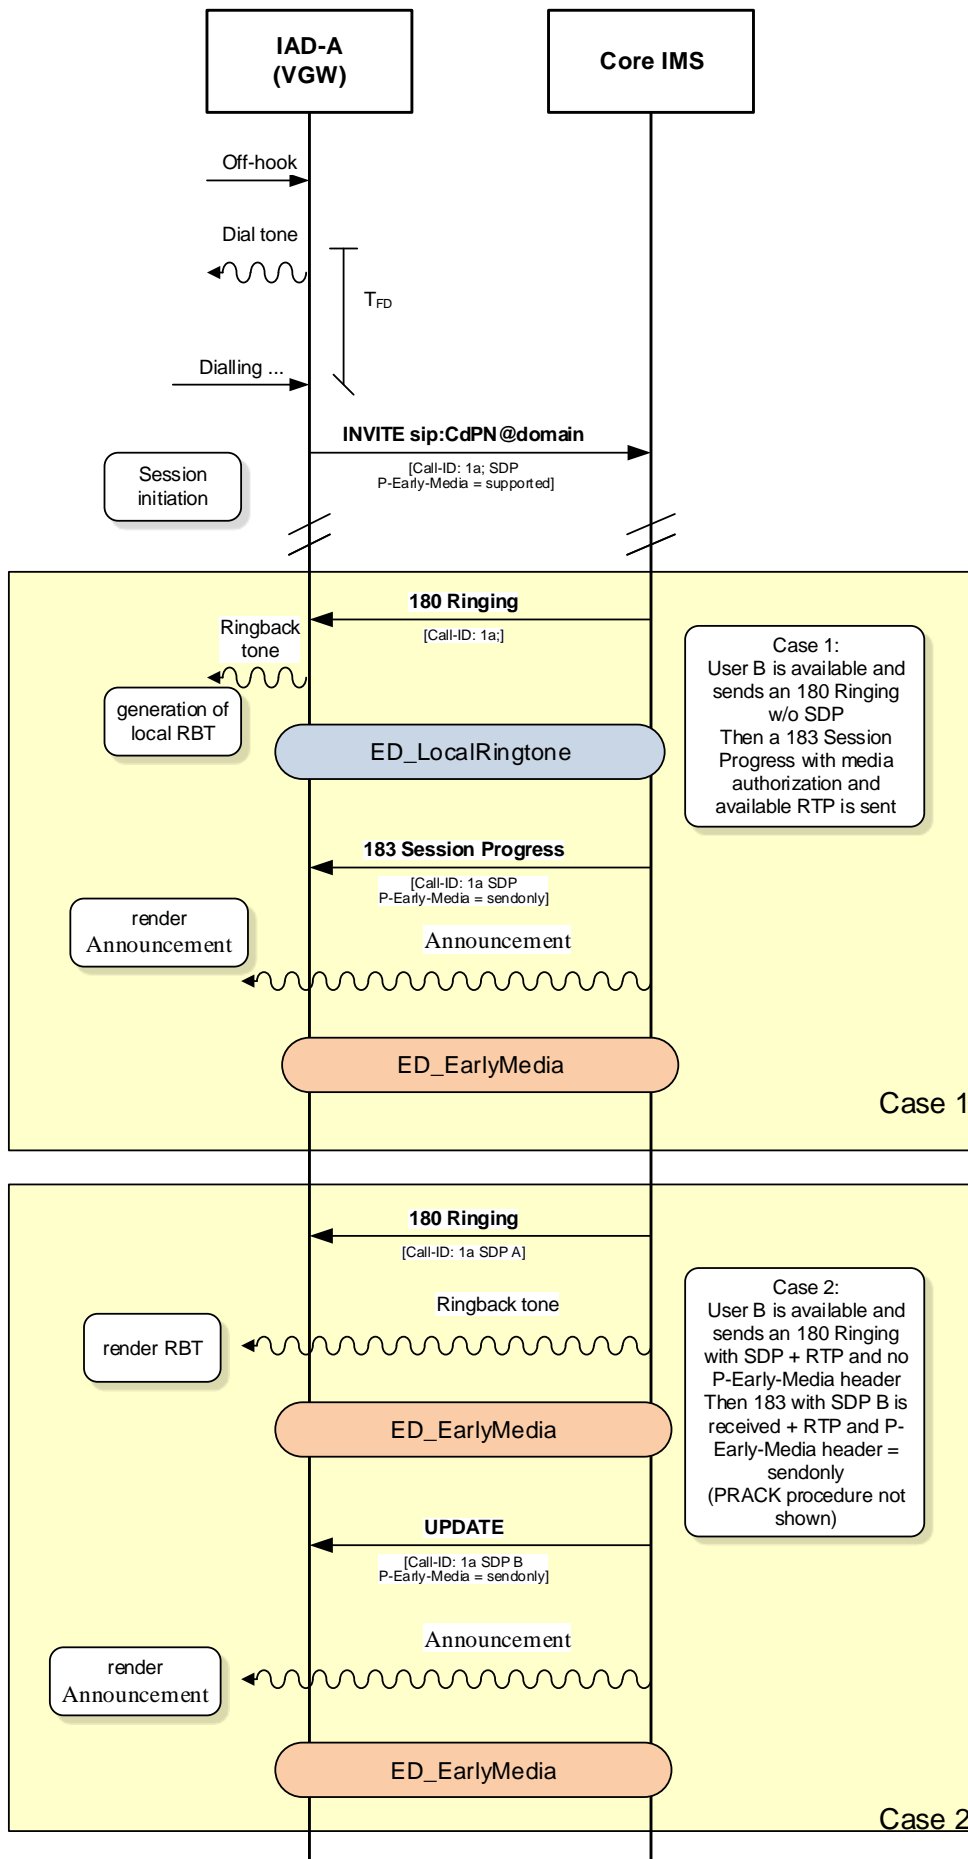 IAD-A
(VGW)
Core IMS
Off-hook
Dial tone
TFD
Dialling ...
INVITE sip:CdPN@domain
[Call-ID: 1a; SDP
P-Early-Media = supported]
Session
initiation
180 Ringing
[Call-ID: 1a;]
Ringback
tone
generation of
local RBT
ED_LocalRingtone
Case 1:
User B is available and
sends an 180 Ringing
w/o SDP
Then a 183 Session
Progress with media
authorization and
available RTP is sent
183 Session Progress
[Call-ID: 1a SDP
P-Early-Media = sendonly]
render
Announcement
Announcement
ED_EarlyMedia
Case 1
180 Ringing
[Call-ID: 1a SDP A]
Ringback tone
render RBT
ED_EarlyMedia
Case 2:
User B is available and
sends an 180 Ringing
with SDP + RTP and no
P-Early-Media header
Then 183 with SDP B is
received + RTP and P-
Early-Media header =
sendonly
(PRACK procedure not
shown)
UPDATE
[Call-ID: 1a SDP B
P-Early-Media = sendonly]
Announcement
render
Announcement
ED_EarlyMedia
Case 2